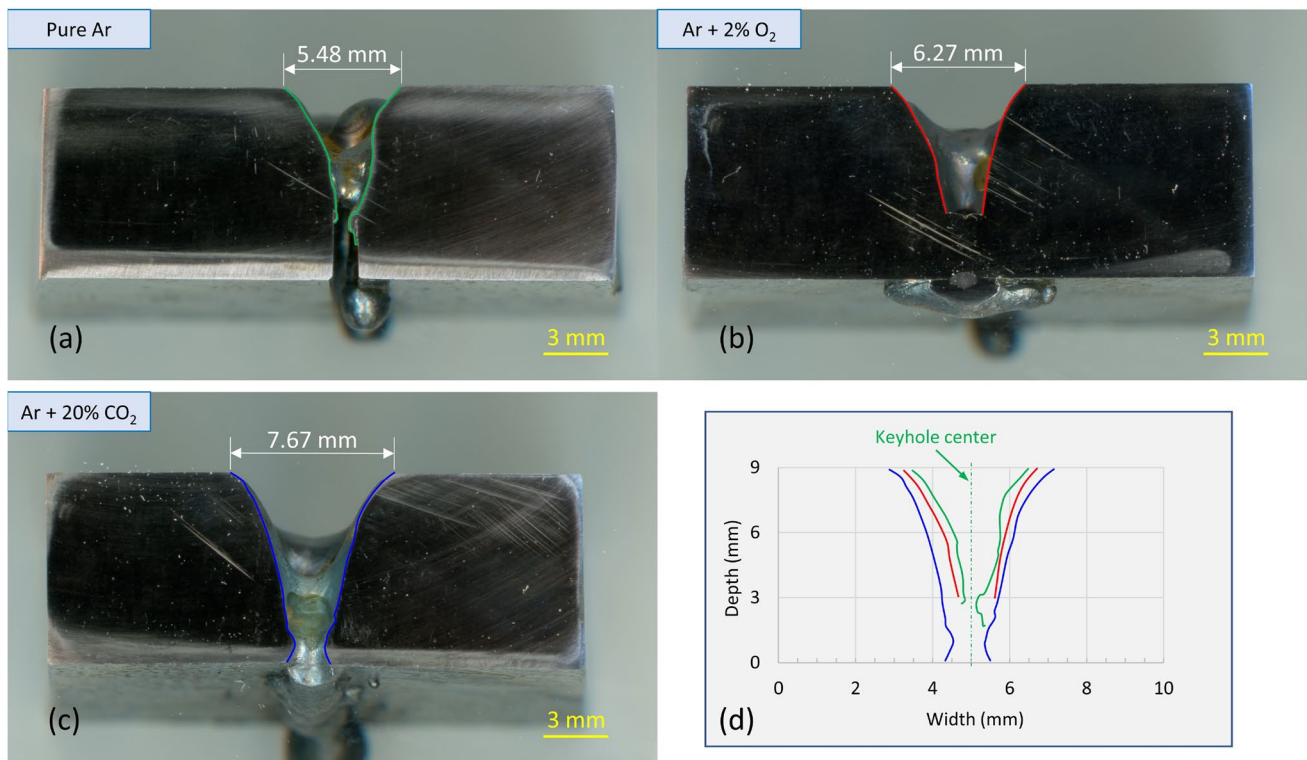 Pure Ar
5.48 mm
(a)
3 mm
Ar + 2% O₂
6.27 mm
(b)
3 mm
Ar + 20% CO₂
7.67 mm
(c)
3 mm
Keyhole center
9
6
3
0
Depth (mm)
0 2 4 6 8 10
Width (mm)
(d)